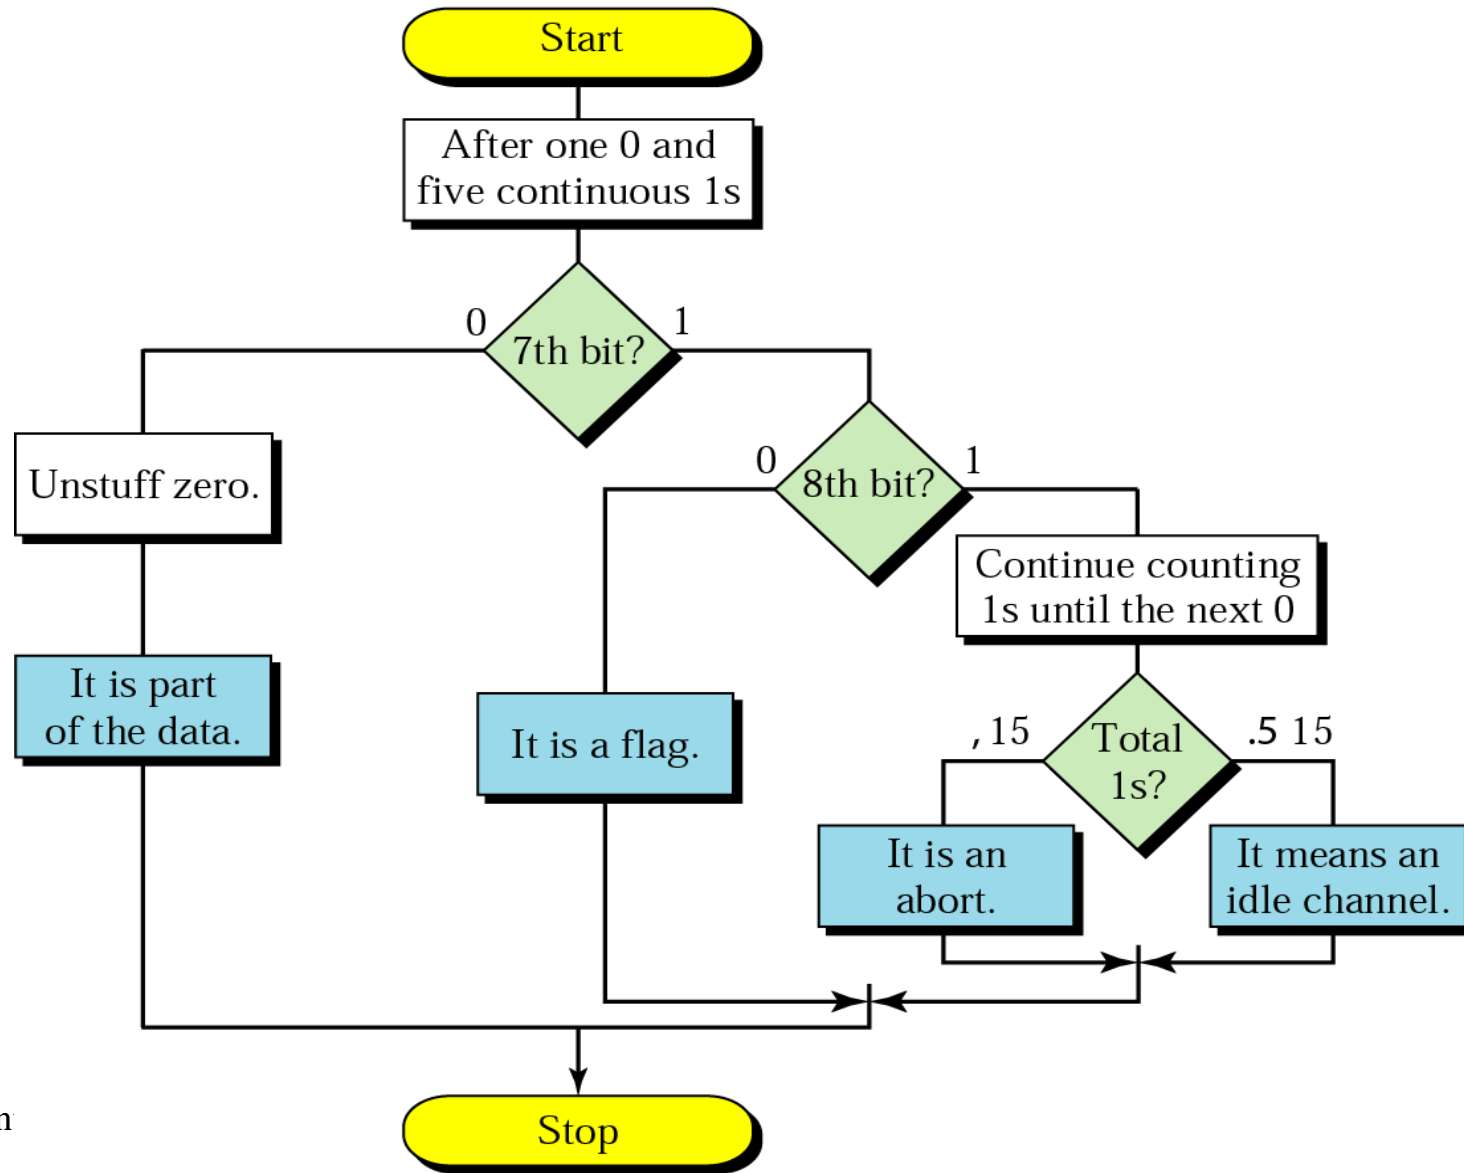 Start
After one 0 and
five continuous 1s
7th bit?
0
1
Unstuff zero.
It is part
of the data.
8th bit?
0
1
It is a flag.
Continue counting
1s until the next 0
Total
1s?
, 15
.5 15
It is an
abort.
It means an
idle channel.
Stop